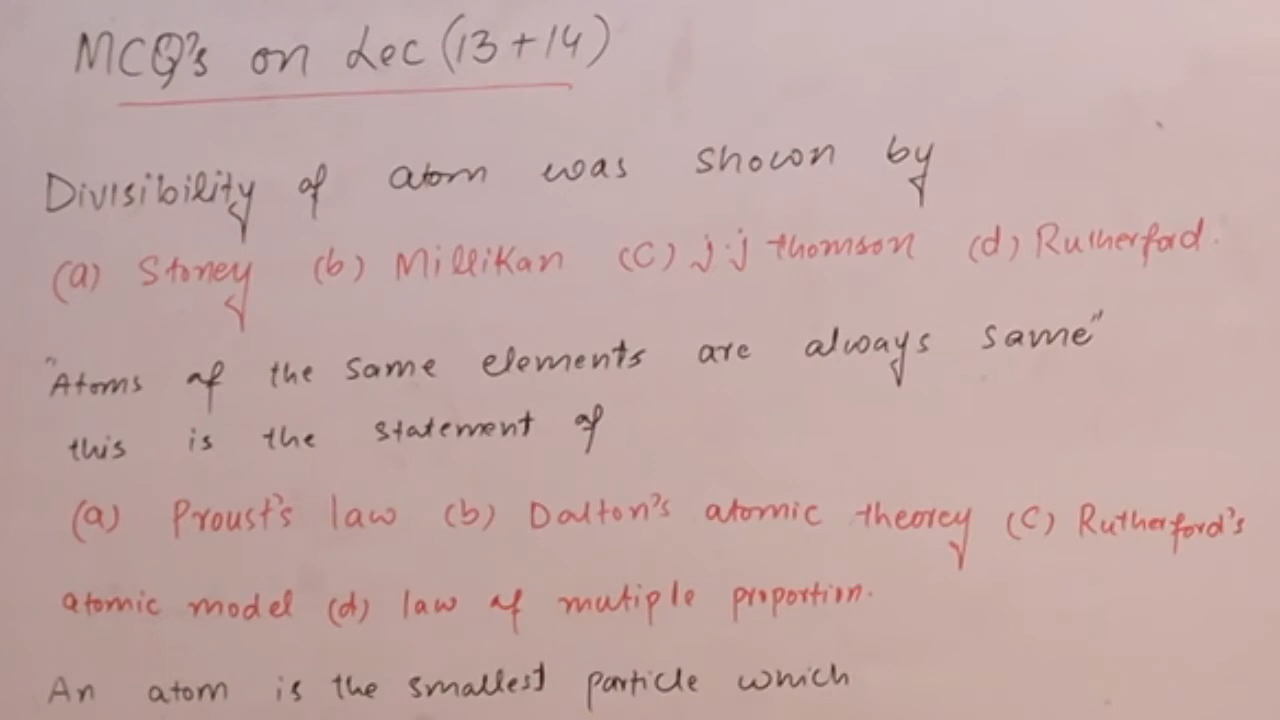 MCQ's on Lec (13+14)
Divisibility of atom was shown by
(a) Stoney (b) Millikan (C) j.j thomson (d) Rutherford.
"Atoms of the same elements are always same"
this is the statement of
(a) Proust's law (b) Dalton's atomic theorey (C) Rutherford's
atomic model (d) law of mutiple proportion.
An atom is the smallest particle which